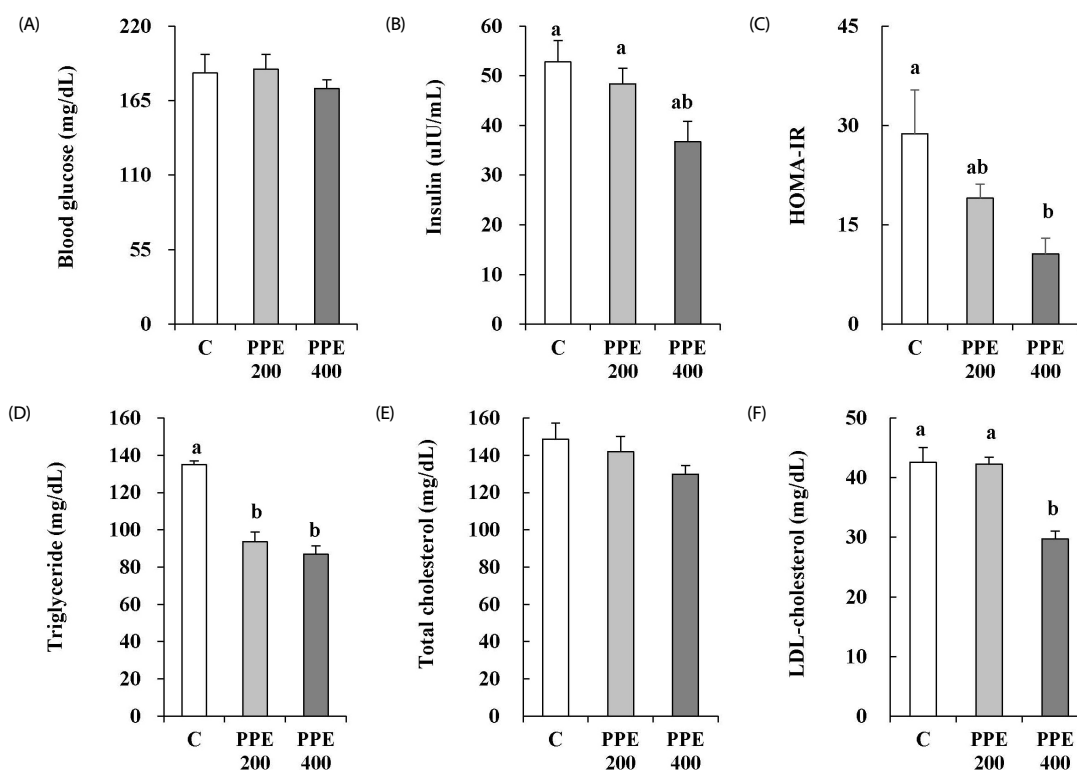 (A)
Blood glucose (mg/dL)
220
165
110
55
0
C
PPE
200
PPE
400
(B)
Insulin (uIU/mL)
60
50
40
30
20
10
0
a
a
ab
C
PPE
200
PPE
400
(C)
HOMA-IR
45
30
15
0
a
ab
b
C
PPE
200
PPE
400
(D)
Triglyceride (mg/dL)
160
140
120
100
80
60
40
20
0
a
b
b
C
PPE
200
PPE
400
(E)
Total cholesterol (mg/dL)
160
140
120
100
80
60
40
20
0
C
PPE
200
PPE
400
(F)
LDL-cholesterol (mg/dL)
50
40
30
20
10
0
a
a
b
C
PPE
200
PPE
400